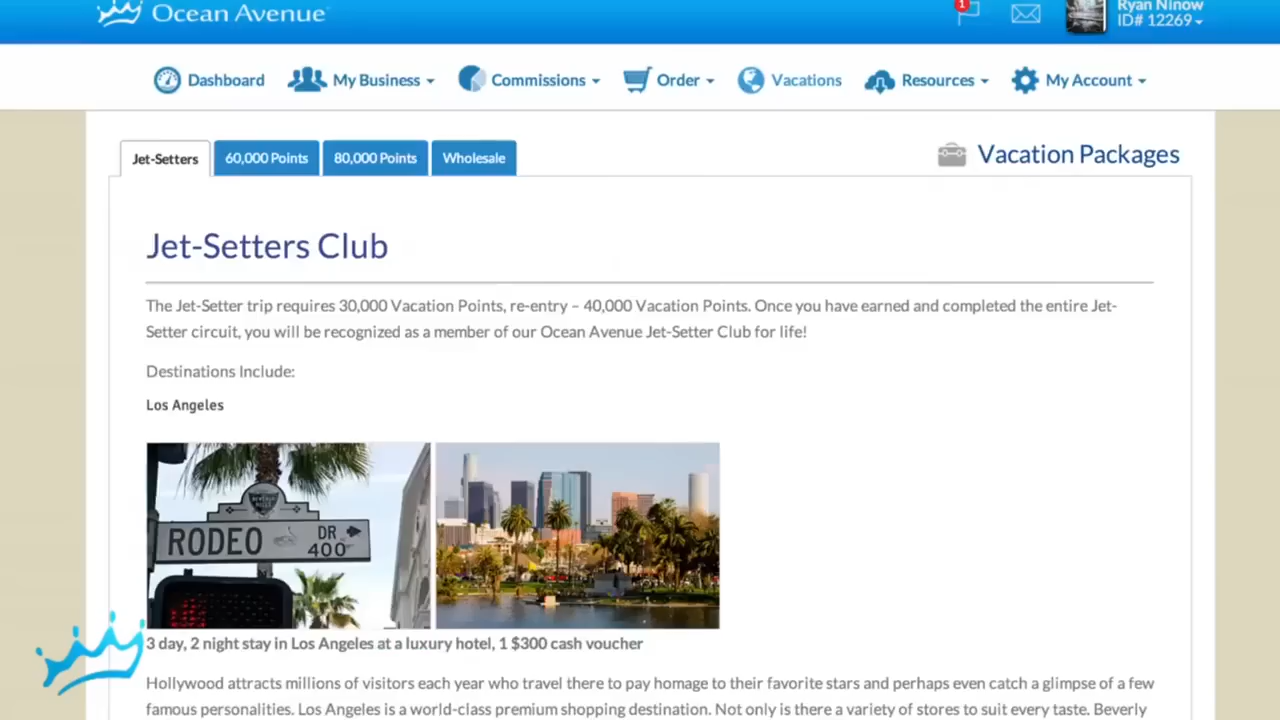 Ocean Avenue
1
Ryan Ninow
ID# 12269
Dashboard
My Business
Commissions
Order
Vacations
Resources
My Account
Jet-Setters
60,000 Points
80,000 Points
Wholesale
Vacation Packages
Jet-Setters Club
The Jet-Setter trip requires 30,000 Vacation Points, re-entry – 40,000 Vacation Points. Once you have earned and completed the entire Jet-
Setter circuit, you will be recognized as a member of our Ocean Avenue Jet-Setter Club for life!
Destinations Include:
Los Angeles
RODEO DR
400
3 day, 2 night stay in Los Angeles at a luxury hotel, 1 $300 cash voucher
Hollywood attracts millions of visitors each year who travel there to pay homage to their favorite stars and perhaps even catch a glimpse of a few
famous personalities. Los Angeles is a world-class premium shopping destination. Not only is there a variety of stores to suit every taste. Beverly